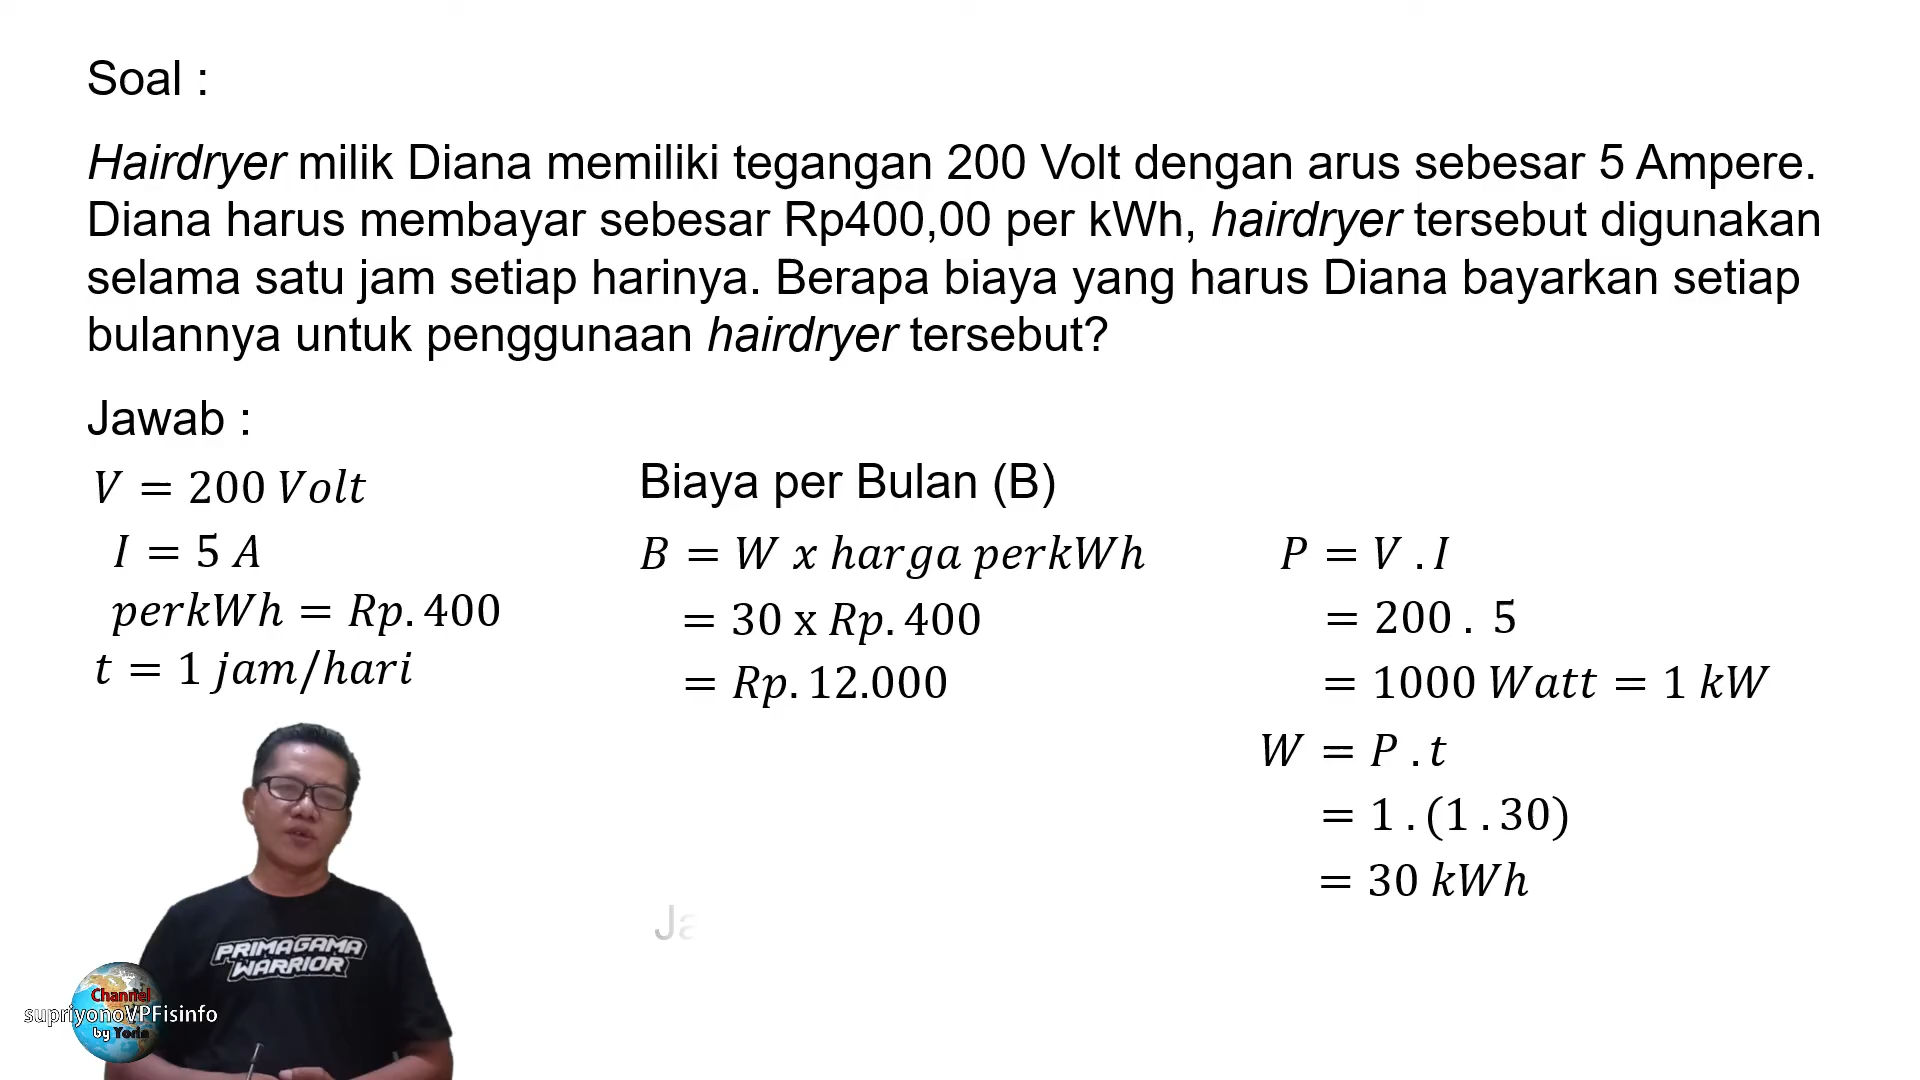 Soal :
Hairdryer milik Diana memiliki tegangan 200 Volt dengan arus sebesar 5 Ampere.
Diana harus membayar sebesar Rp400,00 per kWh, hairdryer tersebut digunakan
selama satu jam setiap harinya. Berapa biaya yang harus Diana bayarkan setiap
bulannya untuk penggunaan hairdryer tersebut?
Jawab :
V = 200 Volt
I = 5 A
perkWh = Rp. 400
t = 1 jam/hari
Biaya per Bulan (B)
B = W x harga perkWh
= 30 x Rp. 400
= Rp. 12.000
P = V . I
= 200 . 5
= 1000 Watt = 1 kW
W = P . t
= 1 . (1 . 30)
= 30 kWh
PRIMAGAMA
WARRIOR
Channel
supriyonoVPFisinfo
by Yorin